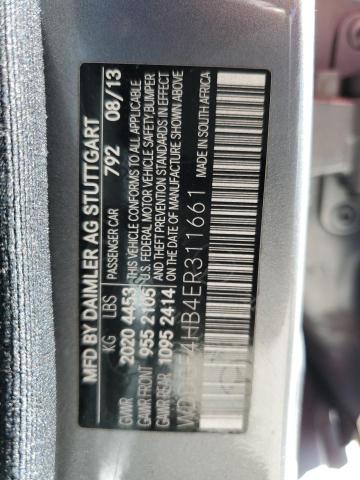 MFD BY DAIMLER AG STUTTGART
PASSENGER CAR 792 08/13
KG LBS
GVWR 2020 4453
GAWR FRONT 955 2105
GAWR REAR 1095 2414
THIS VEHICLE CONFORMS TO ALL APPLICABLE
U.S. FEDERAL MOTOR VEHICLE SAFETY, BUMPER
AND THEFT PREVENTION STANDARDS IN EFFECT
ON THE DATE OF MANUFACTURE SHOWN ABOVE
4HB4ER311661
MADE IN SOUTH AFRICA